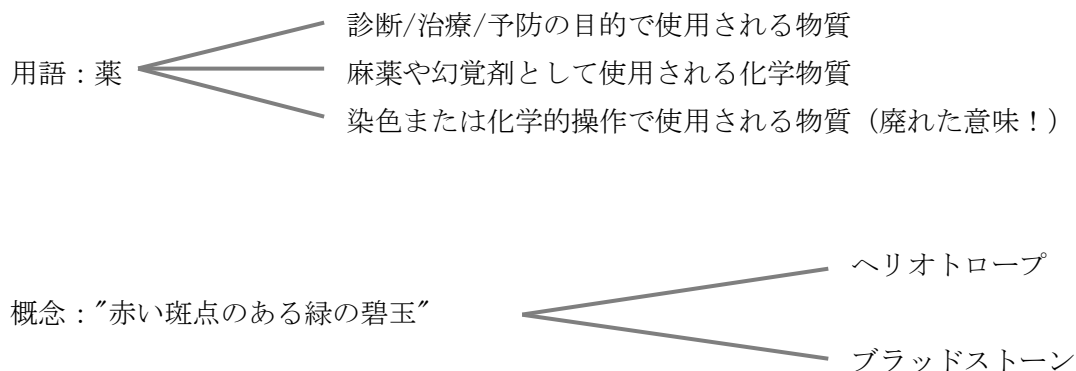 診断/治療/予防の目的で使用される物質
用語：薬
麻薬や幻覚剤として使用される化学物質
染色または化学的操作で使用される物質（廃れた意味！）
ヘリオトロープ
概念："赤い斑点のある緑の碧玉"
ブラッドストーン